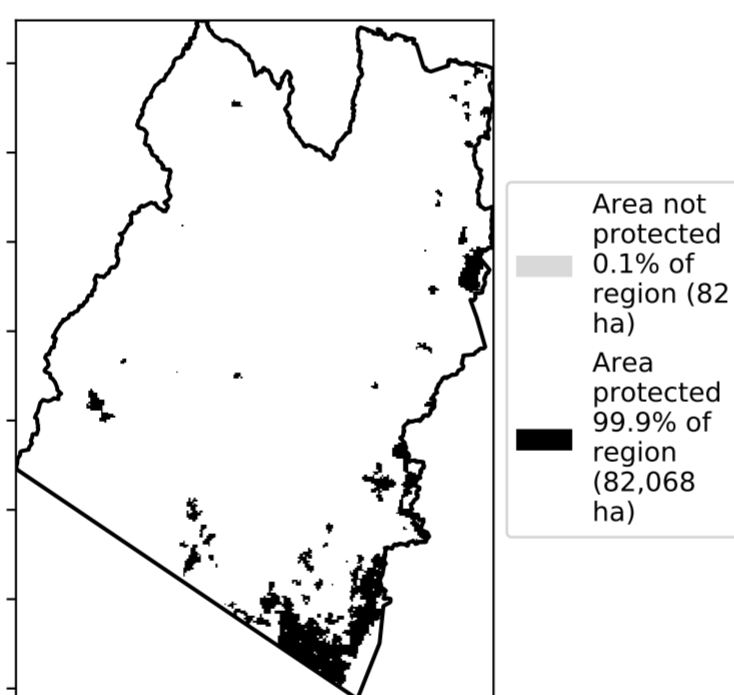 Area not
protected
0.1% of
region (82
ha)
Area
protected
99.9% of
region
(82,068
ha)